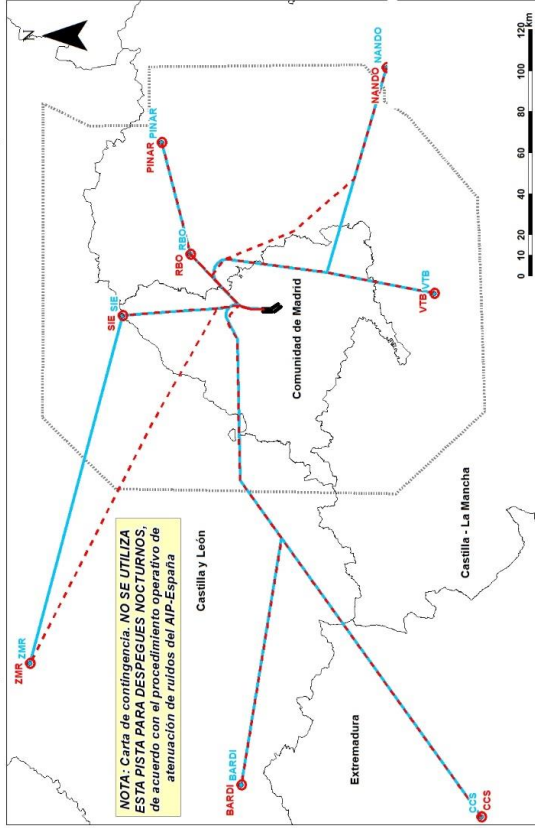 N
ZMR ZMR
SIE SIE
PINAR PINAR
RBO RBO
NOTA: Carta de contingencia. NO SE UTILIZA
ESTA PISTA PARA DESPEGUES NOCTURNOS,
de acuerdo con el procedimiento operativo de
atenuación de ruidos del AIP-España
Castilla y León
Comunidad de Madrid
BARDI BARDI
NANDO NANDO
Extremadura
VTB VTB
Castilla - La Mancha
CCS
CCS
0 10 20 40 60 80 100 120
km